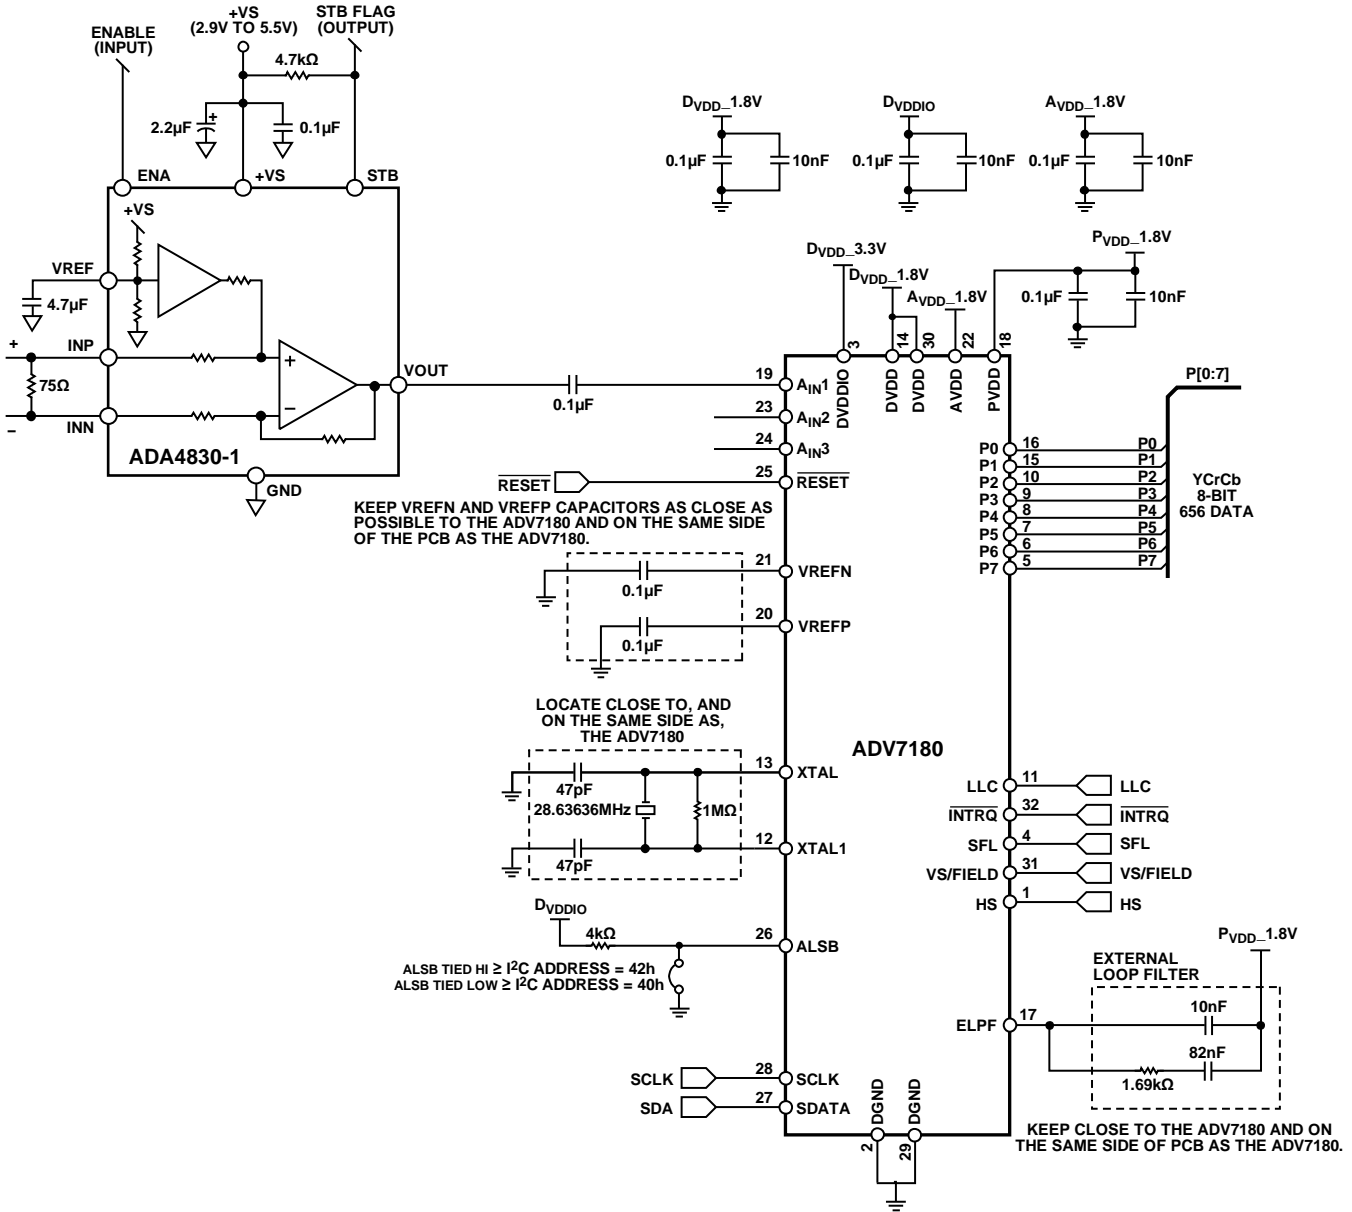 ENABLE
(INPUT)
+VS
(2.9V TO 5.5V)
STB FLAG
(OUTPUT)
4.7kΩ
2.2µF
+
0.1µF
ENA
+VS
STB
+VS
VREF
4.7µF
+
INP
75Ω
INN
–
+
–
VOUT
ADA4830-1
GND
0.1µF
DVDD_1.8V
0.1µF
10nF
DVDDIO
0.1µF
10nF
AVDD_1.8V
0.1µF
10nF
PVDD_1.8V
0.1µF
10nF
DVDD_3.3V
DVDD_1.8V
AVDD_1.8V
3
14
30
22
18
DVDDIO
DVDD
DVDD
AVDD
PVDD
19
AIN1
23
AIN2
24
AIN3
25
RESET
RESET
KEEP VREFN AND VREFP CAPACITORS AS CLOSE AS
POSSIBLE TO THE ADV7180 AND ON THE SAME SIDE
OF THE PCB AS THE ADV7180.
21
VREFN
0.1µF
20
VREFP
0.1µF
LOCATE CLOSE TO, AND
ON THE SAME SIDE AS,
THE ADV7180
13
XTAL
47pF
28.63636MHz
1MΩ
12
XTAL1
47pF
DVDDIO
4kΩ
26
ALSB
ALSB TIED HI ≥ I2C ADDRESS = 42h
ALSB TIED LOW ≥ I2C ADDRESS = 40h
SCLK
28
SCLK
SDA
27
SDATA
ADV7180
DGND
DGND
2
29
P[0:7]
P0
16
P0
P1
15
P1
P2
10
P2
P3
9
P3
P4
8
P4
P5
7
P5
P6
6
P6
P7
5
P7
YCrCb
8-BIT
656 DATA
LLC
11
LLC
INTRQ
32
INTRQ
SFL
4
SFL
VS/FIELD
31
VS/FIELD
HS
1
HS
PVDD_1.8V
EXTERNAL
LOOP FILTER
ELPF
17
10nF
82nF
1.69kΩ
KEEP CLOSE TO THE ADV7180 AND ON
THE SAME SIDE OF PCB AS THE ADV7180.